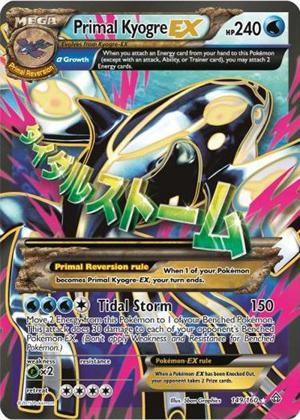 MEGA
Primal Kyogre EX HP240
Evolves from Kyogre-EX
Primal Reversion
α Growth
When you attach an Energy card from your hand to this Pokémon
(except with an attack, Ability, or Trainer card), you may attach 2
Energy cards.
タイダルストーム
Primal Reversion rule
When 1 of your Pokémon
becomes Primal Kyogre EX, your turn ends.
Tidal Storm 150
Move 2 Energy from this Pokémon to 1 of your Benched Pokémon.
This attack does 30 damage to each of your opponent's Benched
Pokémon-EX. (Don't apply Weakness and Resistance for Benched
Pokémon.)
weakness
×2
resistance
retreat
Pokémon-EX rule
When a Pokémon-EX has been Knocked Out,
your opponent takes 2 Prize cards.
149/160